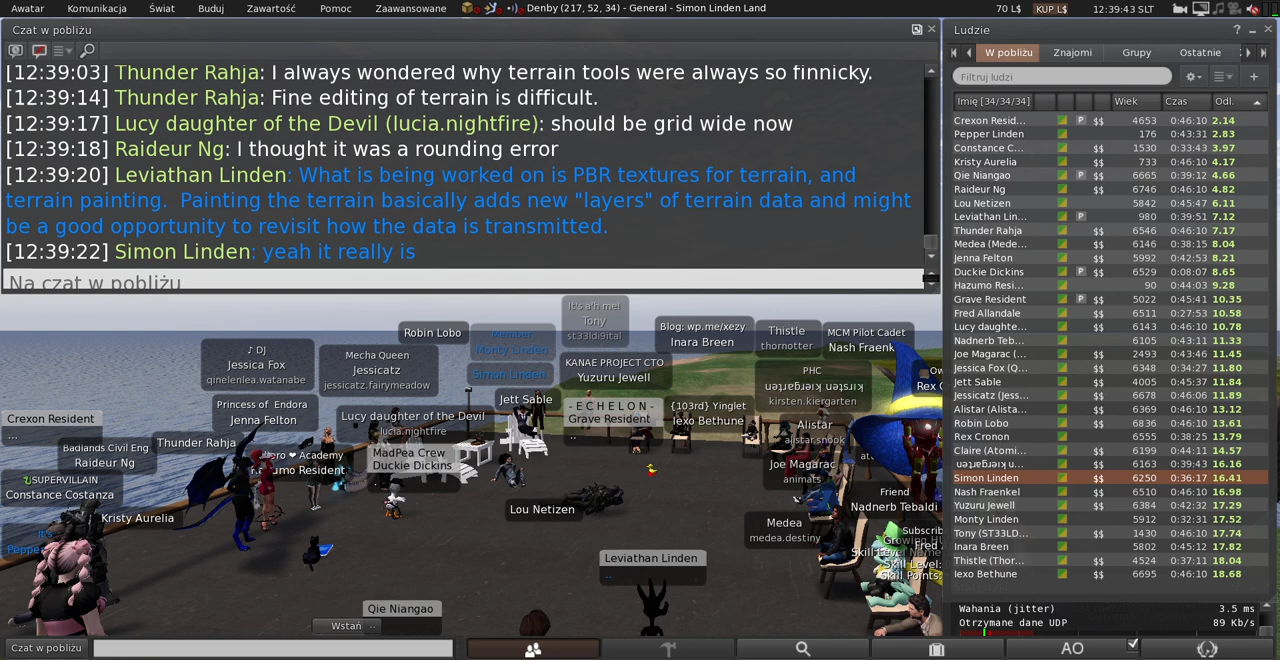 Awatar Komunikacja Świat Buduj Zawartość Pomoc Zaawansowane Denby (217, 52, 34) - General - Simon Linden Land 70 L$ KUP L$ 12:39:43 SLT
Czat w pobliżu
[12:39:03] Thunder Rahja: I always wondered why terrain tools were always so finnicky.
[12:39:14] Thunder Rahja: Fine editing of terrain is difficult.
[12:39:17] Lucy daughter of the Devil (lucia.nightfire): should be grid wide now
[12:39:18] Raideur Ng: I thought it was a rounding error
[12:39:20] Leviathan Linden: What is being worked on is PBR textures for terrain, and
terrain painting. Painting the terrain basically adds new "layers" of terrain data and might
be a good opportunity to revisit how the data is transmitted.
[12:39:22] Simon Linden: yeah it really is
Na czat w pobliżu
It's a'h me!
Tony
st33ldi9ital
Robin Lobo
Member
Monty Linden
Blog: wp.me/xezy
Inara Breen
Thistle
thornotter
MCM Pilot Cadet
Nash Fraenk
♪ DJ
Jessica Fox
qinelenlea.watanabe
Mecha Queen
Jessicatz
jessicatz.fairymeadow
Simon Linden
KANAE PROJECT CTO
Yuzuru Jewell
PHC
uɐʇɹɐƃɹǝıʞ uǝʇsɹıʞ
kirsten.kiergarten
Ow
Rex C
Princess of Endora
Jenna Felton
Jett Sable
- E C H E L O N -
Grave Resident
..
{103rd} Yinglet
Iexo Bethune
Crexon Resident
...
Lucy daughter of the Devil
lucia.nightfire
Alistar
alistar.snook
Badlands Civil Eng
Raideur Ng
Thunder Rahja
ero ❤ Academy
umo Resident
MadPea Crew
Duckie Dickins
Joe Magarac
animats
SUPERVILLAIN
Constance Costanza
Kristy Aurelia
Lou Netizen
Friend
Nadnerb Tebaldi
It's
Pepper
Medea
medea.destiny
Subscrib
Fred
Skill Level
Skill Level:
Skill Points:
Leviathan Linden
..
Qie Niangao
Wstań ..
Czat w pobliżu
Ludzie
W pobliżu Znajomi Grupy Ostatnie
Filtruj ludzi
Imię [34/34/34] Wiek Czas Odl.
Crexon Resid... P $$ 4653 0:46:10 2.14
Pepper Linden 176 0:43:31 2.83
Constance C... $$ 1530 0:33:43 3.97
Kristy Aurelia $$ 733 0:46:10 4.17
Qie Niangao P $$ 6665 0:39:12 4.66
Raideur Ng $$ 6746 0:46:10 4.82
Lou Netizen 5842 0:45:47 6.11
Leviathan Lin... P 980 0:39:51 7.12
Thunder Rahja $$ 6546 0:46:10 7.17
Medea (Mede... $$ 6146 0:38:15 8.04
Jenna Felton $$ 5992 0:42:53 8.21
Duckie Dickins P $$ 6529 0:08:07 8.65
Hazumo Resi... 90 0:44:03 9.28
Grave Resident P $$ 5022 0:45:41 10.35
Fred Allandale $$ 6511 0:27:53 10.58
Lucy daughte... $$ 6143 0:46:10 10.78
Nadnerb Teb... $$ 6105 0:43:11 11.33
Joe Magarac (... $$ 2493 0:43:46 11.45
Jessica Fox (Q... $$ 6348 0:34:27 11.80
Jett Sable $$ 4005 0:45:37 11.84
Jessicatz (Jess... $$ 6678 0:46:06 11.89
Alistar (Alista... $$ 6369 0:46:10 13.12
Robin Lobo $$ 6836 0:46:10 13.61
Rex Cronon 6555 0:38:25 13.79
Claire (Atomi... $$ 6199 0:44:11 14.57
uɐʇɹɐƃɹǝıʞ u... $$ 6163 0:39:43 16.16
Simon Linden $$ 6250 0:36:17 16.41
Nash Fraenkel $$ 6510 0:46:10 16.98
Yuzuru Jewell $$ 6384 0:42:32 17.29
Monty Linden 5912 0:32:31 17.52
Tony (ST33LD... $$ 1430 0:46:10 17.74
Inara Breen 5802 0:45:12 17.82
Thistle (Thor... $$ 4524 0:37:11 18.04
Iexo Bethune $$ 6695 0:46:10 18.68
Wahania (jitter) 3.5 ms
Otrzymane dane UDP 89 Kb/s
AO